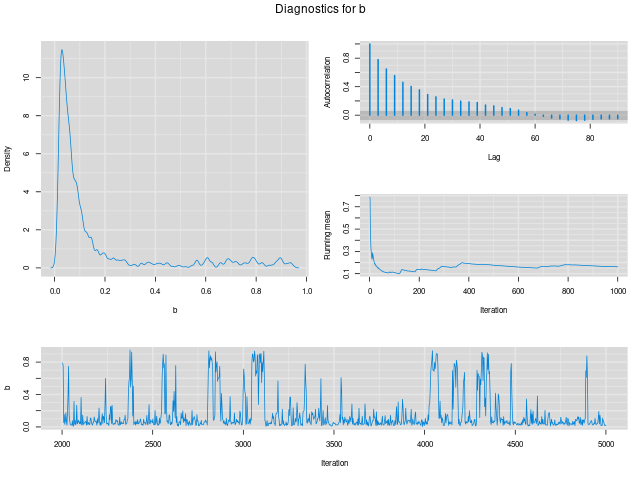 Diagnostics for b
Density
0 2 4 6 8 10
0.0 0.2 0.4 0.6 0.8 1.0
b
Autocorrelation
0.0 0.4 0.8
0 20 40 60 80
Lag
Running mean
0.1 0.3 0.5 0.7
0 200 400 600 800 1000
Iteration
b
0.0 0.4 0.8
2000 2500 3000 3500 4000 4500 5000
Iteration